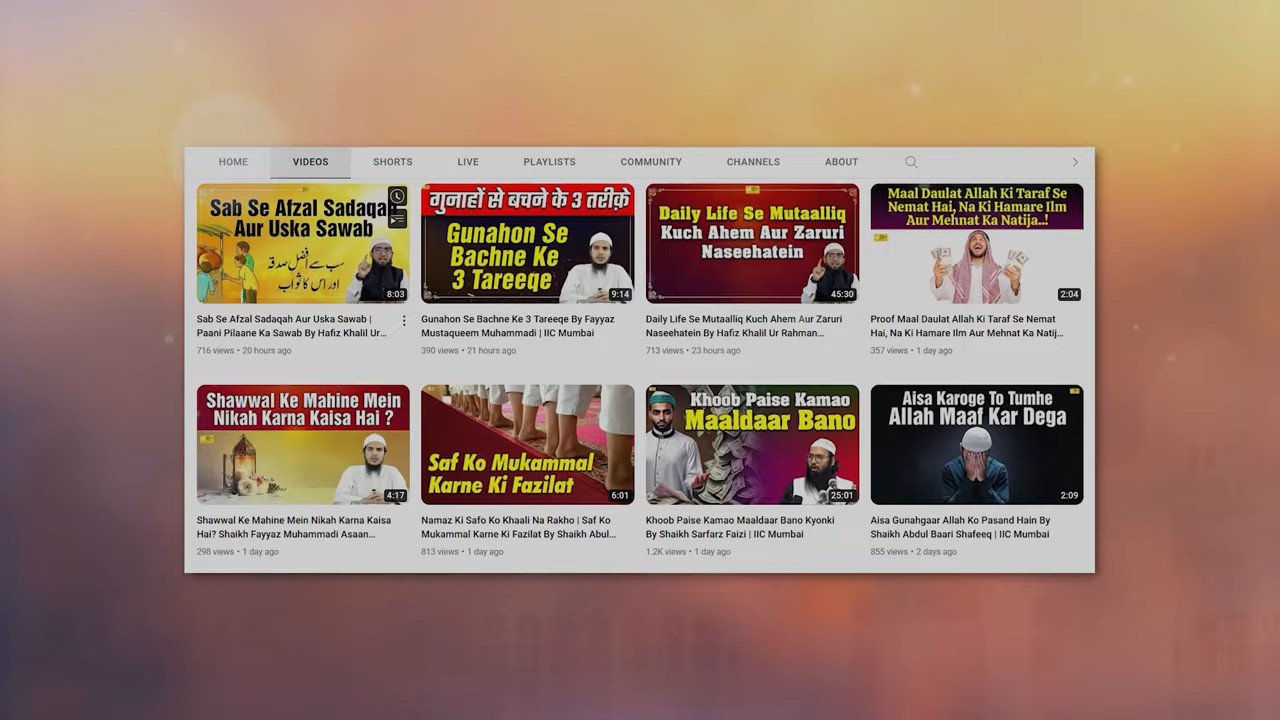 HOME VIDEOS SHORTS LIVE PLAYLISTS COMMUNITY CHANNELS ABOUT
Sab Se Afzal Sadaqah
Aur Uska Sawab
سب سے افضل صدقہ
اور اس کا ثواب
8:03
Sab Se Afzal Sadaqah Aur Uska Sawab |
Paani Pilaane Ka Sawab By Hafiz Khalil Ur...
716 views • 20 hours ago
गुनाहों से बचने के 3 तरीक़े
Gunahon Se
Bachne Ke
3 Tareeqe
9:14
Gunahon Se Bachne Ke 3 Tareeqe By Fayyaz
Mustaqueem Muhammadi | IIC Mumbai
390 views • 21 hours ago
Daily Life Se Mutaalliq
Kuch Ahem Aur Zaruri
Naseehatein
45:30
Daily Life Se Mutaalliq Kuch Ahem Aur Zaruri
Naseehatein By Hafiz Khalil Ur Rahman...
713 views • 23 hours ago
Maal Daulat Allah Ki Taraf Se
Nemat Hai, Na Ki Hamare Ilm
Aur Mehnat Ka Natija..!
2:04
Proof Maal Daulat Allah Ki Taraf Se Nemat
Hai, Na Ki Hamare Ilm Aur Mehnat Ka Natij...
357 views • 1 day ago
Shawwal Ke Mahine Mein
Nikah Karna Kaisa Hai ?
4:17
Shawwal Ke Mahine Mein Nikah Karna Kaisa
Hai? Shaikh Fayyaz Muhammadi Asaan...
298 views • 1 day ago
Saf Ko Mukammal
Karne Ki Fazilat
6:01
Namaz Ki Safo Ko Khaali Na Rakho | Saf Ko
Mukammal Karne Ki Fazilat By Shaikh Abul...
813 views • 1 day ago
Khoob Paise Kamao
Maaldaar Bano
25:01
Khoob Paise Kamao Maaldaar Bano Kyonki
By Shaikh Sarfarz Faizi | IIC Mumbai
1.2K views • 1 day ago
Aisa Karoge To Tumhe
Allah Maaf Kar Dega
2:09
Aisa Gunahgaar Allah Ko Pasand Hain By
Shaikh Abdul Baari Shafeeq | IIC Mumbai
855 views • 2 days ago